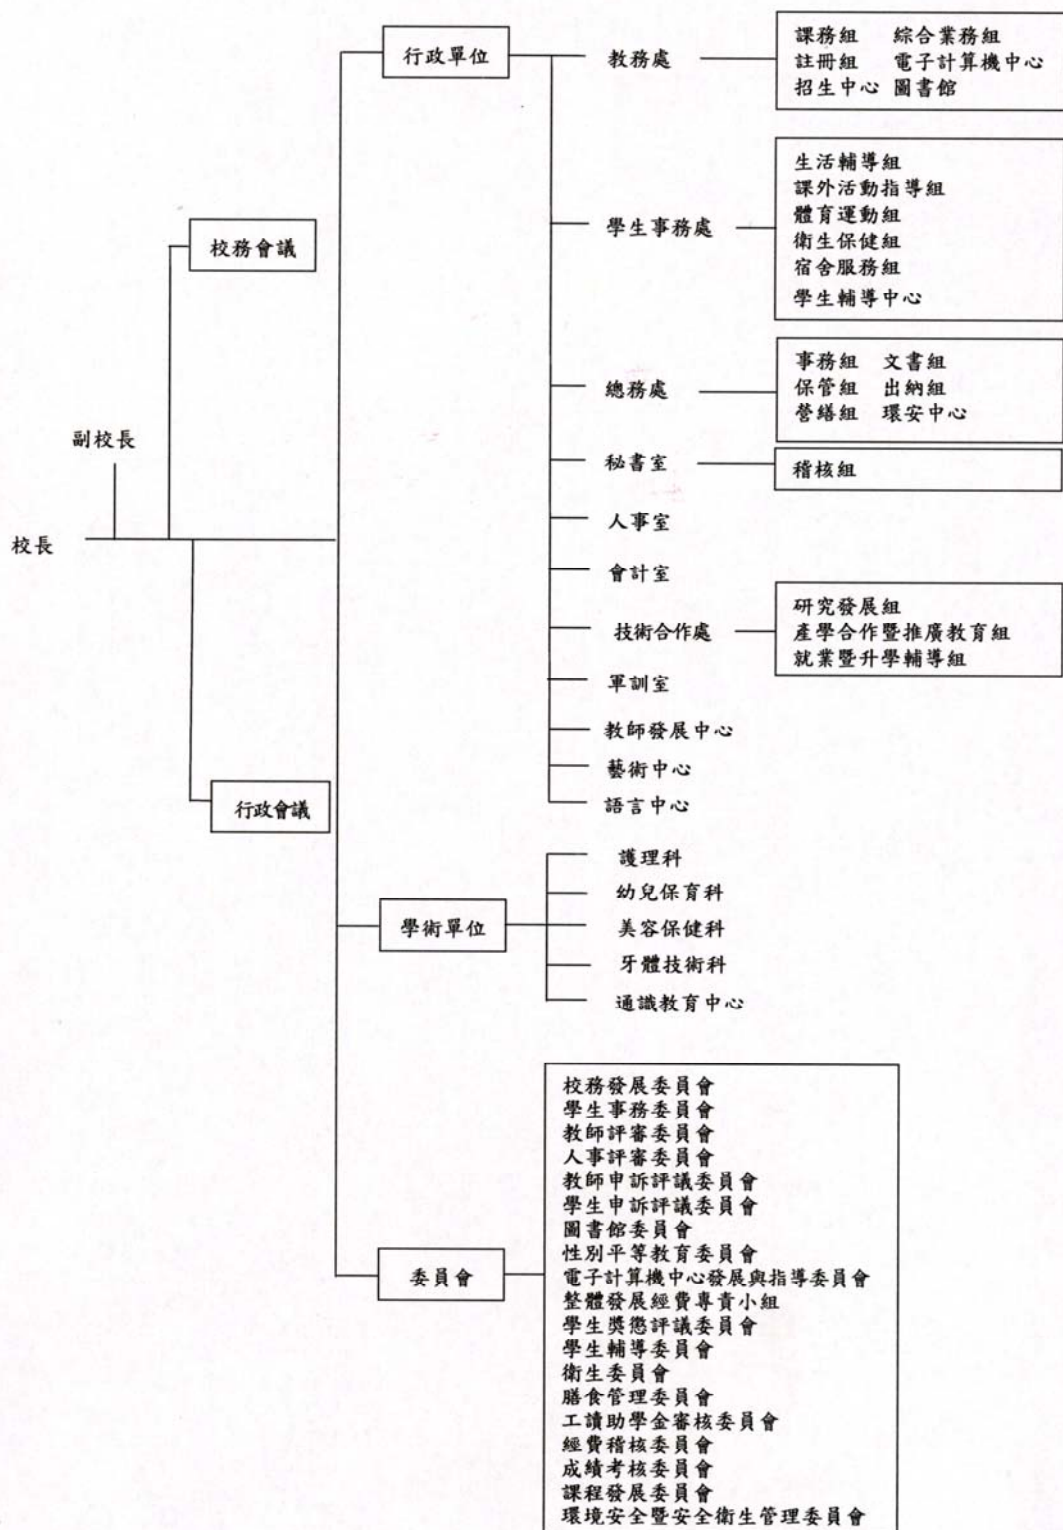 行政單位
教務處
課務組 綜合業務組
註冊組 電子計算機中心
招生中心 圖書館
學生事務處
生活輔導組
課外活動指導組
體育運動組
衛生保健組
宿舍服務組
學生輔導中心
校務會議
總務處
事務組 文書組
保管組 出納組
營繕組 環安中心
副校長
秘書室
稽核組
校長
人事室
會計室
技術合作處
研究發展組
產學合作暨推廣教育組
就業暨升學輔導組
軍訓室
教師發展中心
藝術中心
語言中心
行政會議
學術單位
護理科
幼兒保育科
美容保健科
牙體技術科
通識教育中心
委員會
校務發展委員會
學生事務委員會
教師評審委員會
人事評審委員會
教師申訴評議委員會
學生申訴評議委員會
圖書館委員會
性別平等教育委員會
電子計算機中心發展與指導委員會
整體發展經費專責小組
學生獎懲評議委員會
學生輔導委員會
衛生委員會
膳食管理委員會
工讀助學金審核委員會
經費稽核委員會
成績考核委員會
課程發展委員會
環境安全暨安全衛生管理委員會